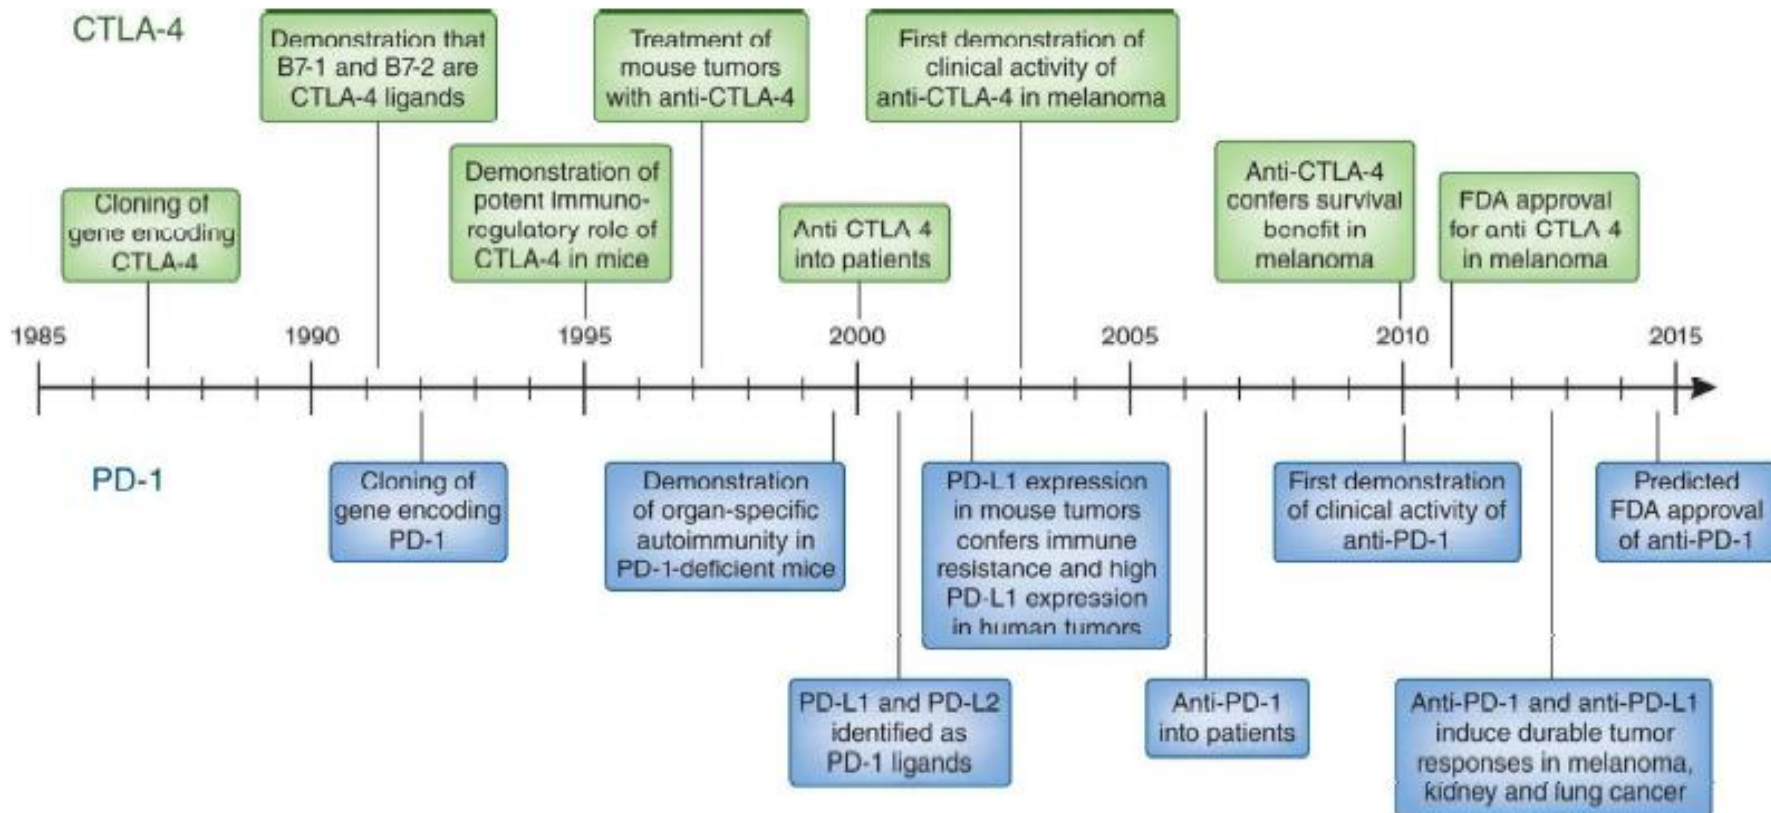 CTLA-4
Demonstration that
B7-1 and B7-2 are
CTLA-4 ligands
Treatment of
mouse tumors
with anti-CTLA-4
First demonstration of
clinical activity of
anti-CTLA-4 in melanoma
Cloning of
gene encoding
CTLA-4
Demonstration of
potent Immuno-
regulatory role of
CTLA-4 in mice
Anti CTLA 4
into patients
Anti-CTLA-4
confers survival
benefit in
melanoma
FDA approval
for anti CTLA 4
in melanoma
1985
1990
1995
2000
2005
2010
2015
PD-1
Cloning of
gene encoding
PD-1
Demonstration
of organ-specific
autoimmunity in
PD-1-deficient mice
PD-L1 expression
in mouse tumors
confers immune
resistance and high
PD-L1 expression
in human tumors
First demonstration
of clinical activity of
anti-PD-1
Predicted
FDA approval
of anti-PD-1
PD-L1 and PD-L2
identified as
PD-1 ligands
Anti-PD-1
into patients
Anti-PD-1 and anti-PD-L1
induce durable tumor
responses in melanoma,
kidney and lung cancer